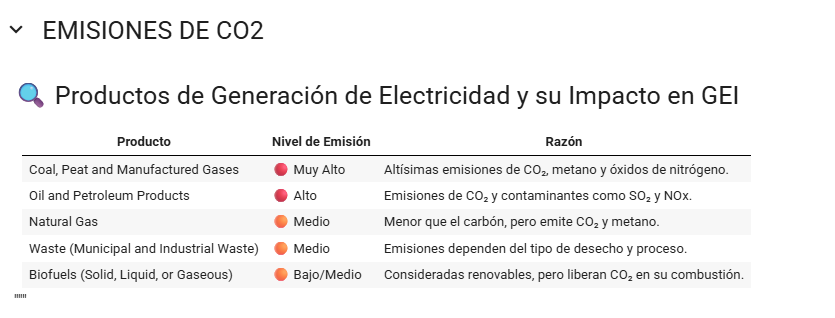 EMISIONES DE CO2
Productos de Generación de Electricidad y su Impacto en GEI
Producto Nivel de Emisión Razón
Coal, Peat and Manufactured Gases Muy Alto Altísimas emisiones de CO₂, metano y óxidos de nitrógeno.
Oil and Petroleum Products Alto Emisiones de CO₂ y contaminantes como SO₂ y NOx.
Natural Gas Medio Menor que el carbón, pero emite CO₂ y metano.
Waste (Municipal and Industrial Waste) Medio Emisiones dependen del tipo de desecho y proceso.
Biofuels (Solid, Liquid, or Gaseous) Bajo/Medio Consideradas renovables, pero liberan CO₂ en su combustión.
"""